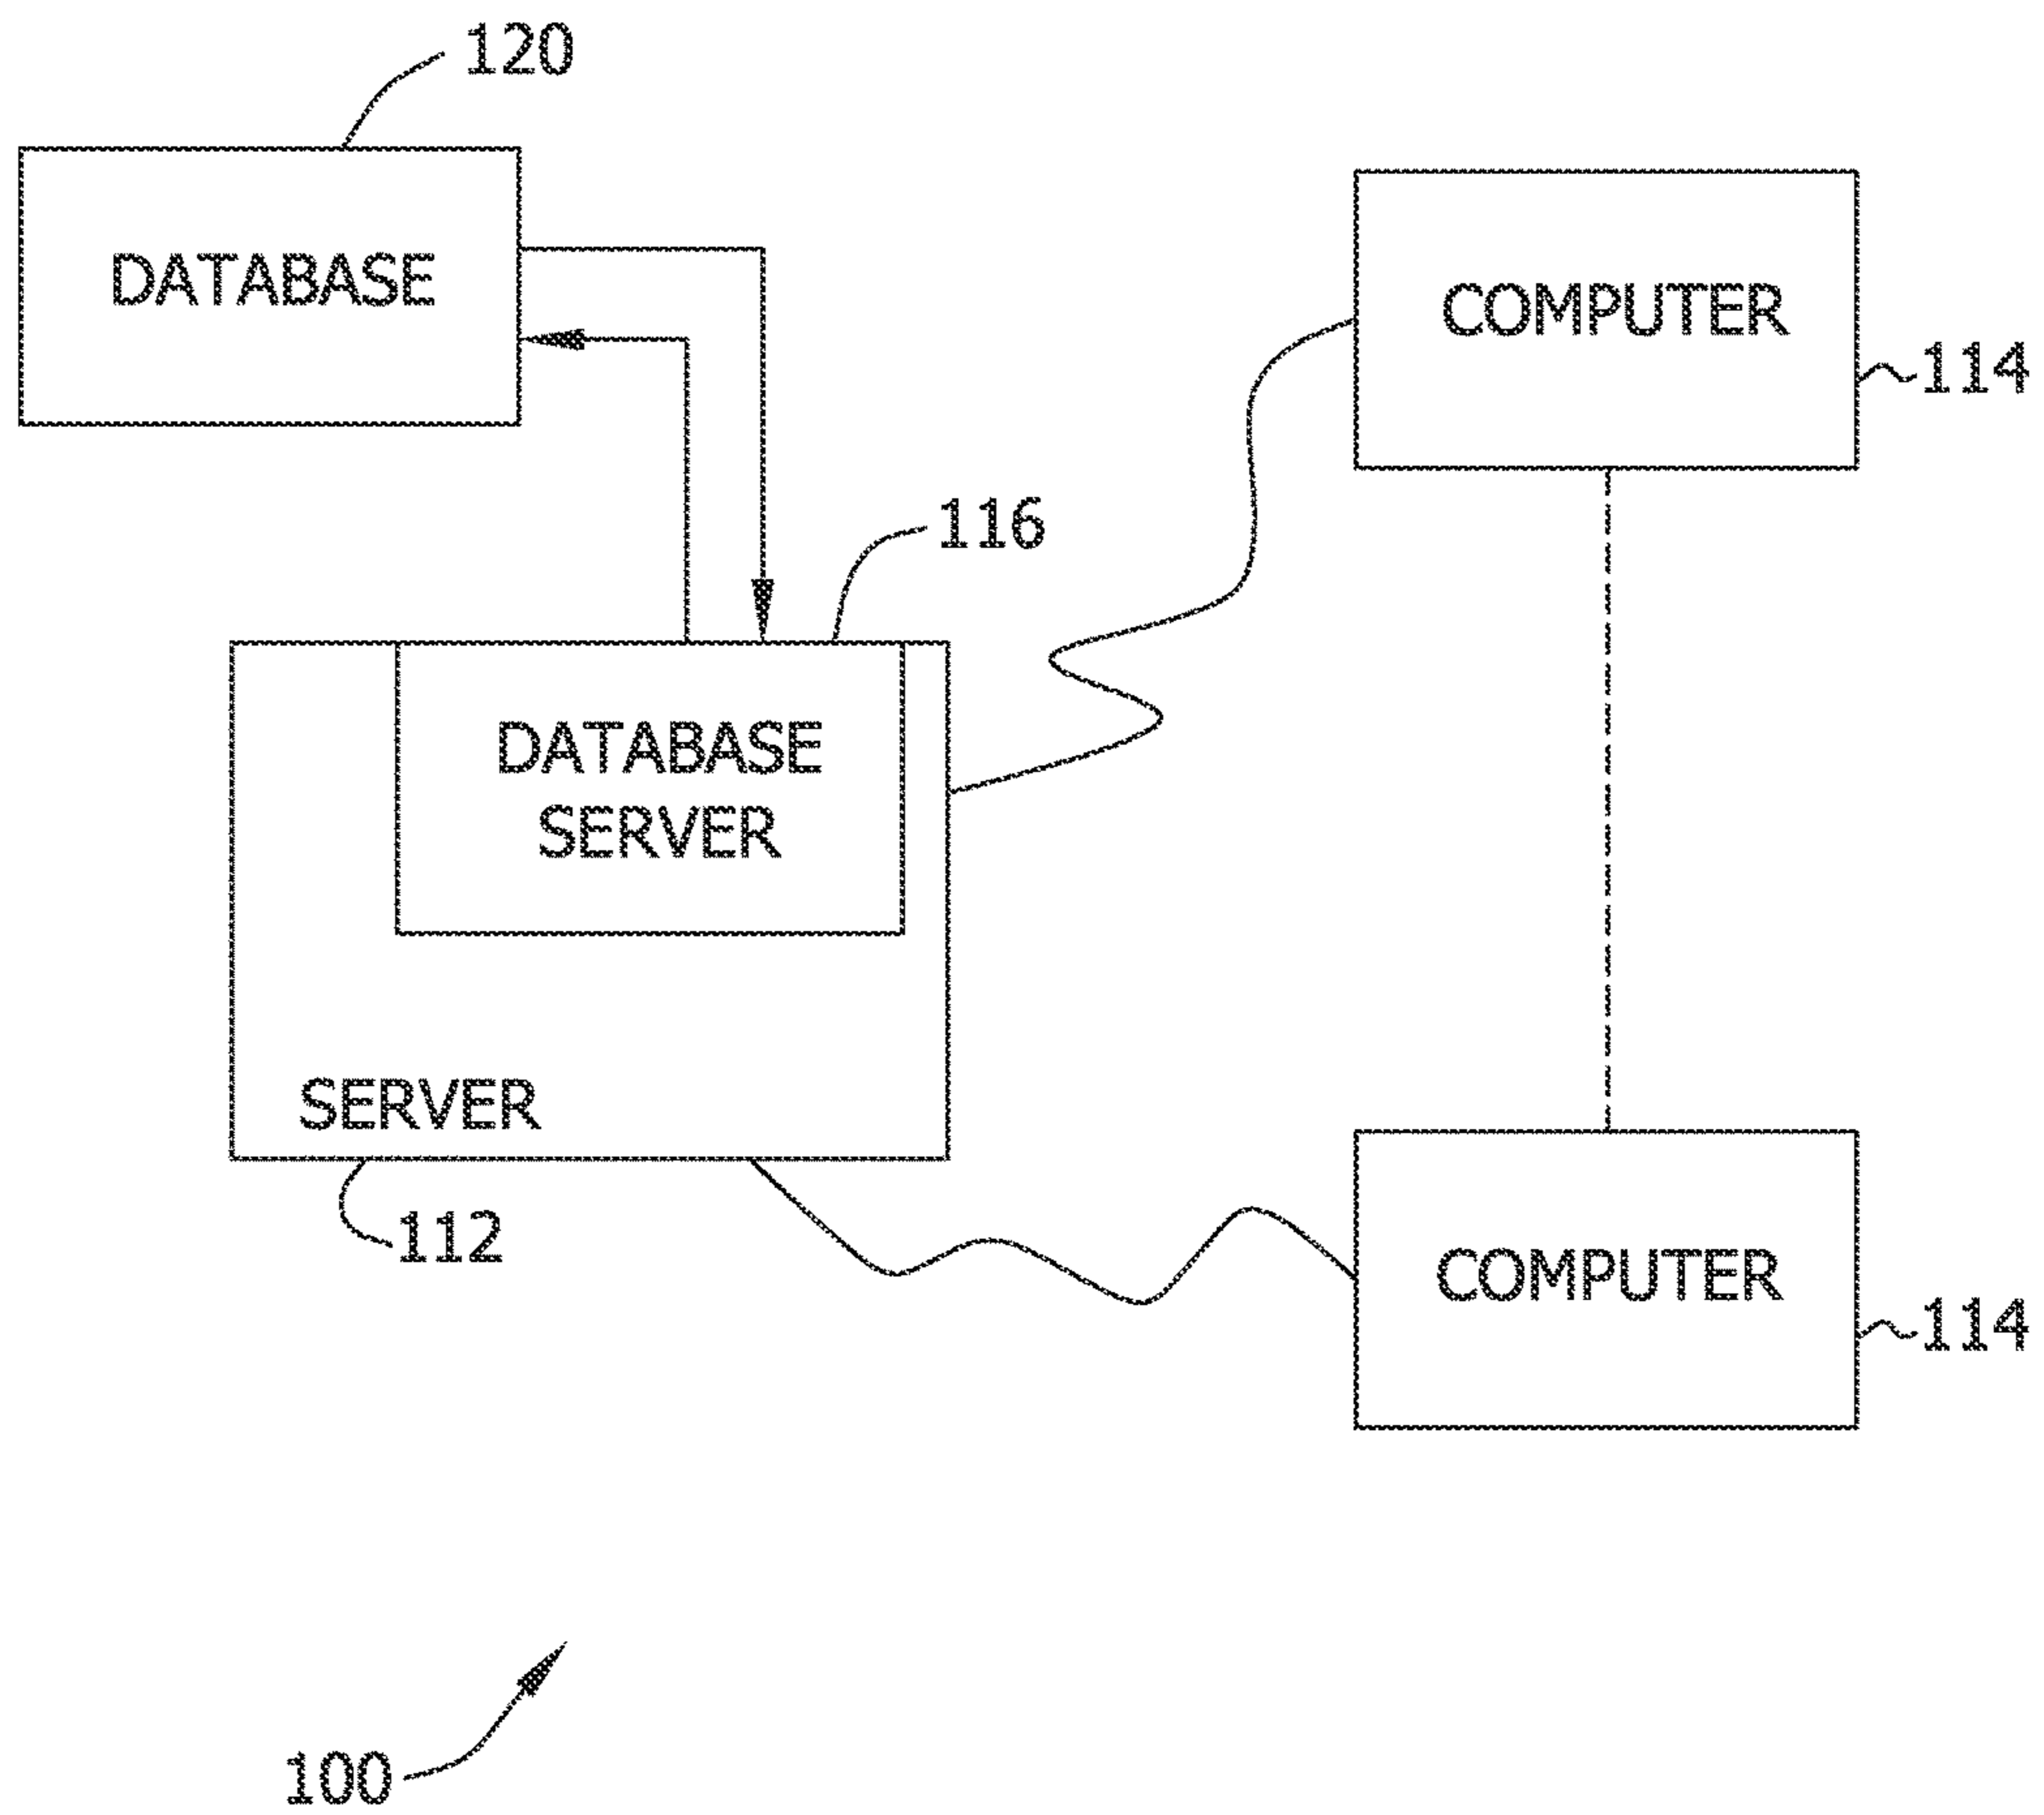 120
DATABASE
COMPUTER
114
116
DATABASE
SERVER
SERVER
112
COMPUTER
114
100